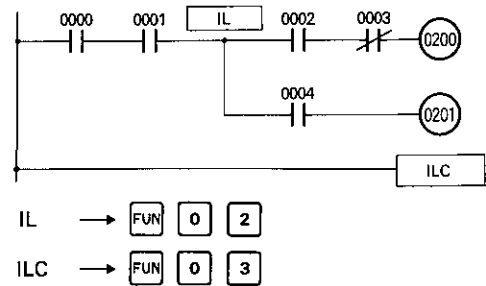 IL
0000 0001 0002 0003
0200
0004
0201
ILC
IL → FUN 0 2
ILC → FUN 0 3